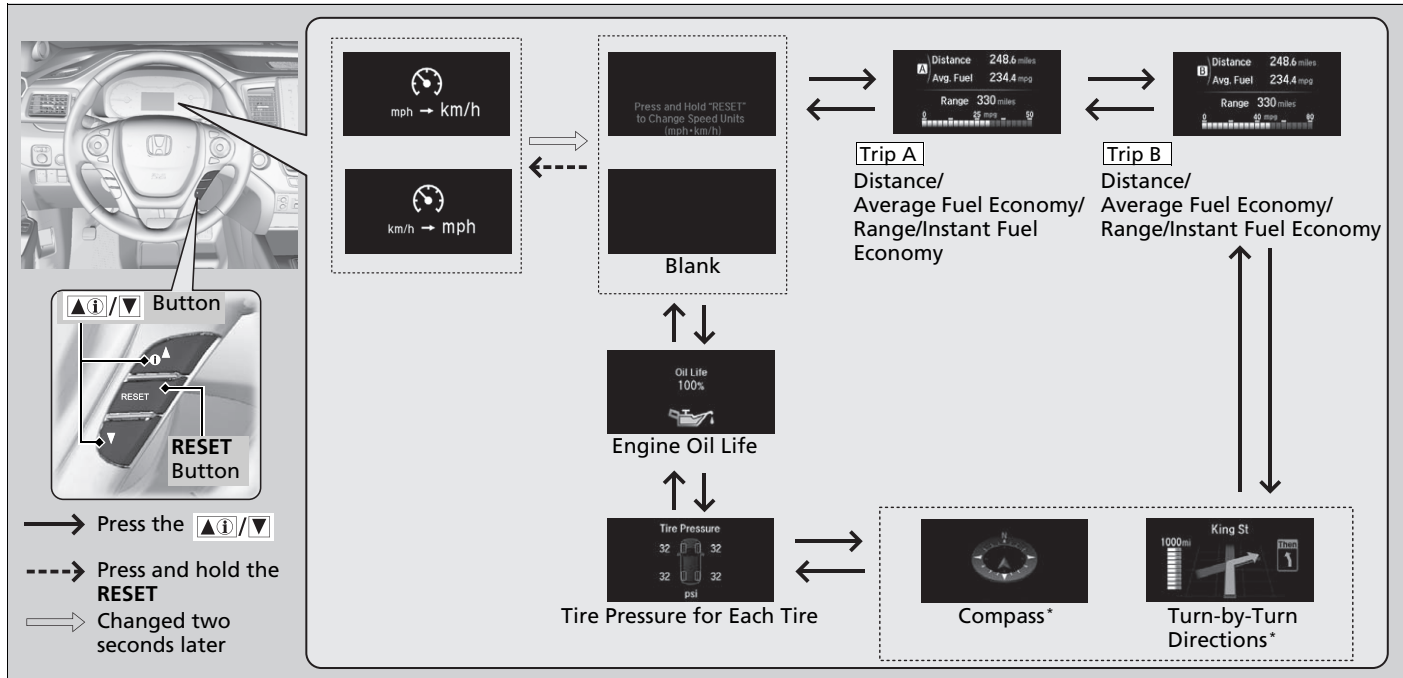 mph → km/h
km/h → mph
Press and Hold "RESET"
to Change Speed Units
(mph•km/h)
Blank
A
Distance 248.6 miles
Avg. Fuel 234.4 mpg
Range 330 miles
0 25 mpg 50
Trip A
Distance/
Average Fuel Economy/
Range/Instant Fuel
Economy
B
Distance 248.6 miles
Avg. Fuel 234.4 mpg
Range 330 miles
0 40 mpg 80
Trip B
Distance/
Average Fuel Economy/
Range/Instant Fuel Economy
▲ⓘ/▼ Button
ⓘ▲
RESET
▼
RESET
Button
Press the ▲ⓘ/▼
Press and hold the
RESET
Changed two
seconds later
Oil Life
100%
Engine Oil Life
Tire Pressure
32 32
32 32
psi
Tire Pressure for Each Tire
N
Compass*
King St
1000mi
Then
Turn-by-Turn
Directions*